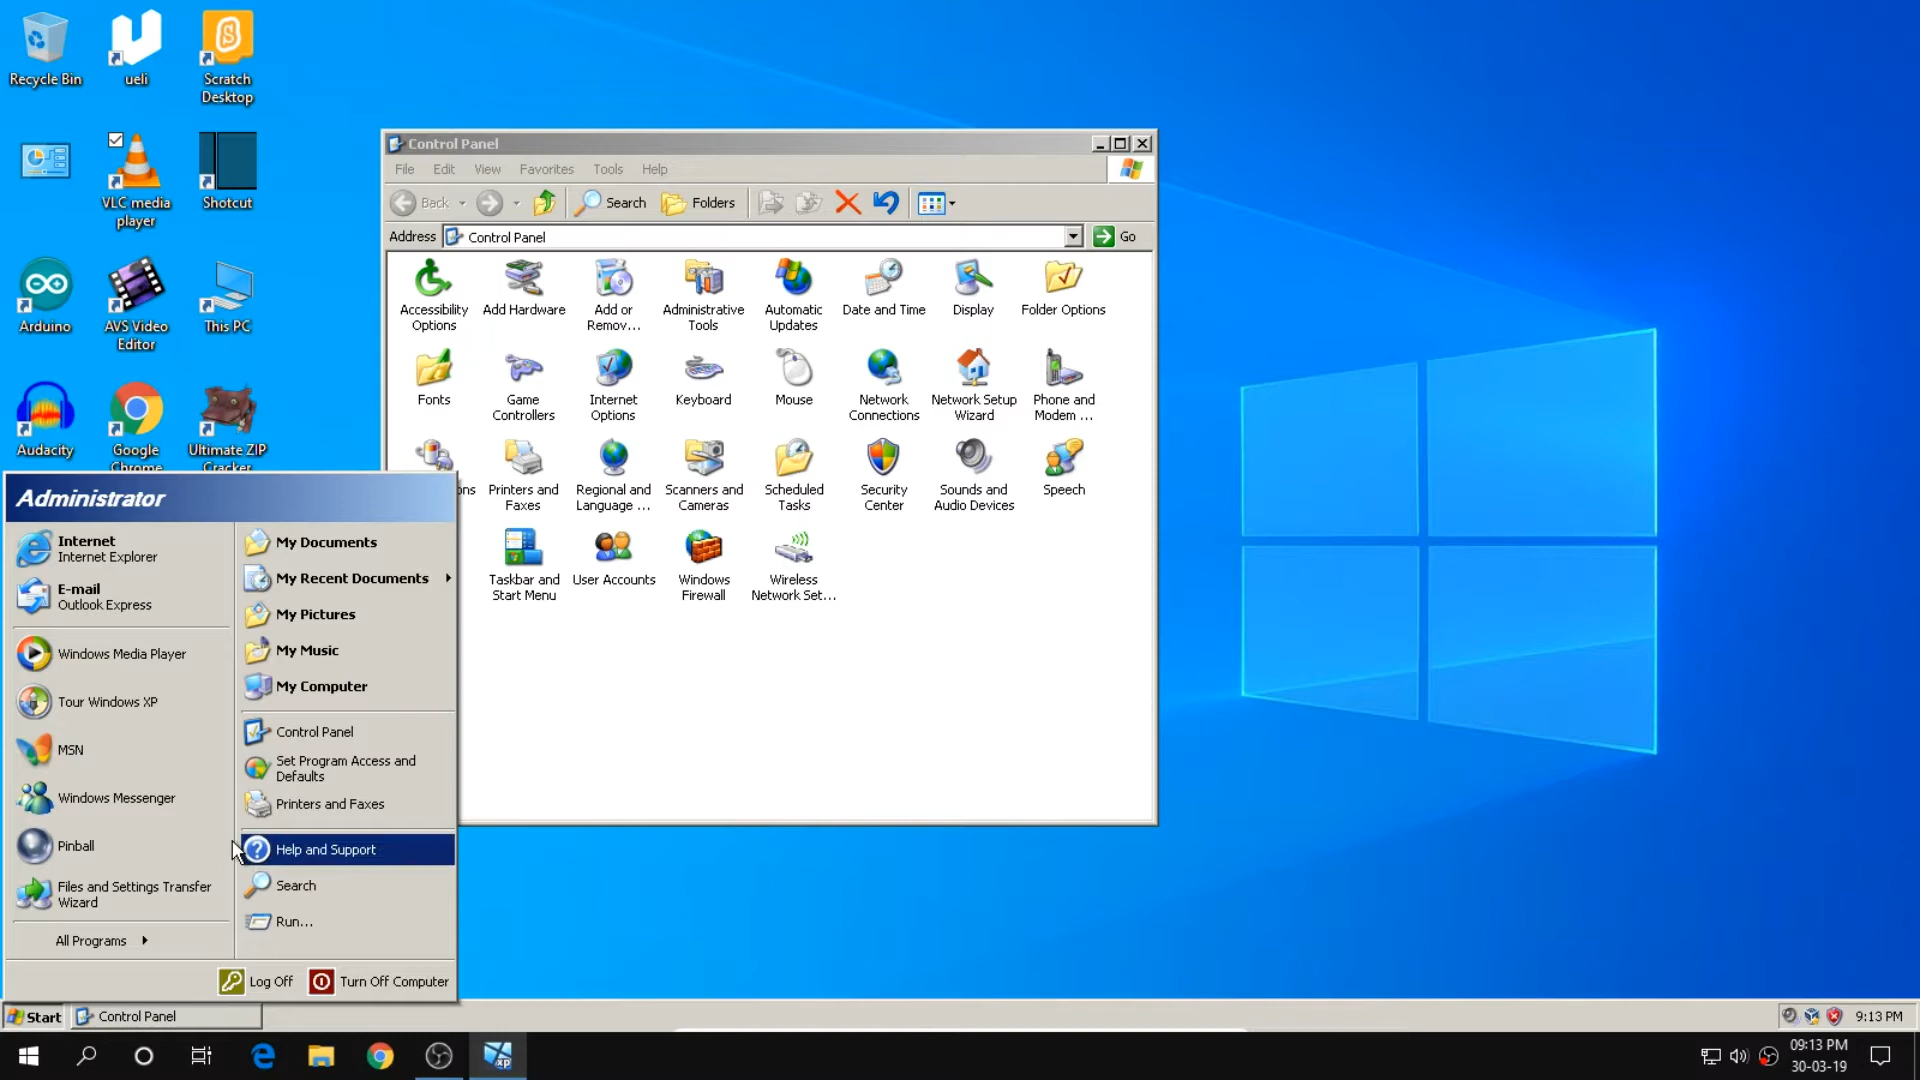 Recycle Bin
ueli
Scratch
Desktop
VLC media
player
Shotcut
Arduino
AVS Video
Editor
This PC
Audacity
Google
Chrome
Ultimate ZIP
Cracker
Control Panel
File Edit View Favorites Tools Help
Back Search Folders
Address Control Panel Go
Accessibility
Options
Add Hardware
Add or
Remov...
Administrative
Tools
Automatic
Updates
Date and Time
Display
Folder Options
Fonts
Game
Controllers
Internet
Options
Keyboard
Mouse
Network
Connections
Network Setup
Wizard
Phone and
Modem ...
ons
Printers and
Faxes
Regional and
Language ...
Scanners and
Cameras
Scheduled
Tasks
Security
Center
Sounds and
Audio Devices
Speech
Taskbar and
Start Menu
User Accounts
Windows
Firewall
Wireless
Network Set...
Administrator
Internet
Internet Explorer
E-mail
Outlook Express
Windows Media Player
Tour Windows XP
MSN
Windows Messenger
Pinball
Files and Settings Transfer
Wizard
All Programs
My Documents
My Recent Documents
My Pictures
My Music
My Computer
Control Panel
Set Program Access and
Defaults
Printers and Faxes
Help and Support
Search
Run...
Log Off
Turn Off Computer
Start
Control Panel
9:13 PM
xp
09:13 PM
30-03-19